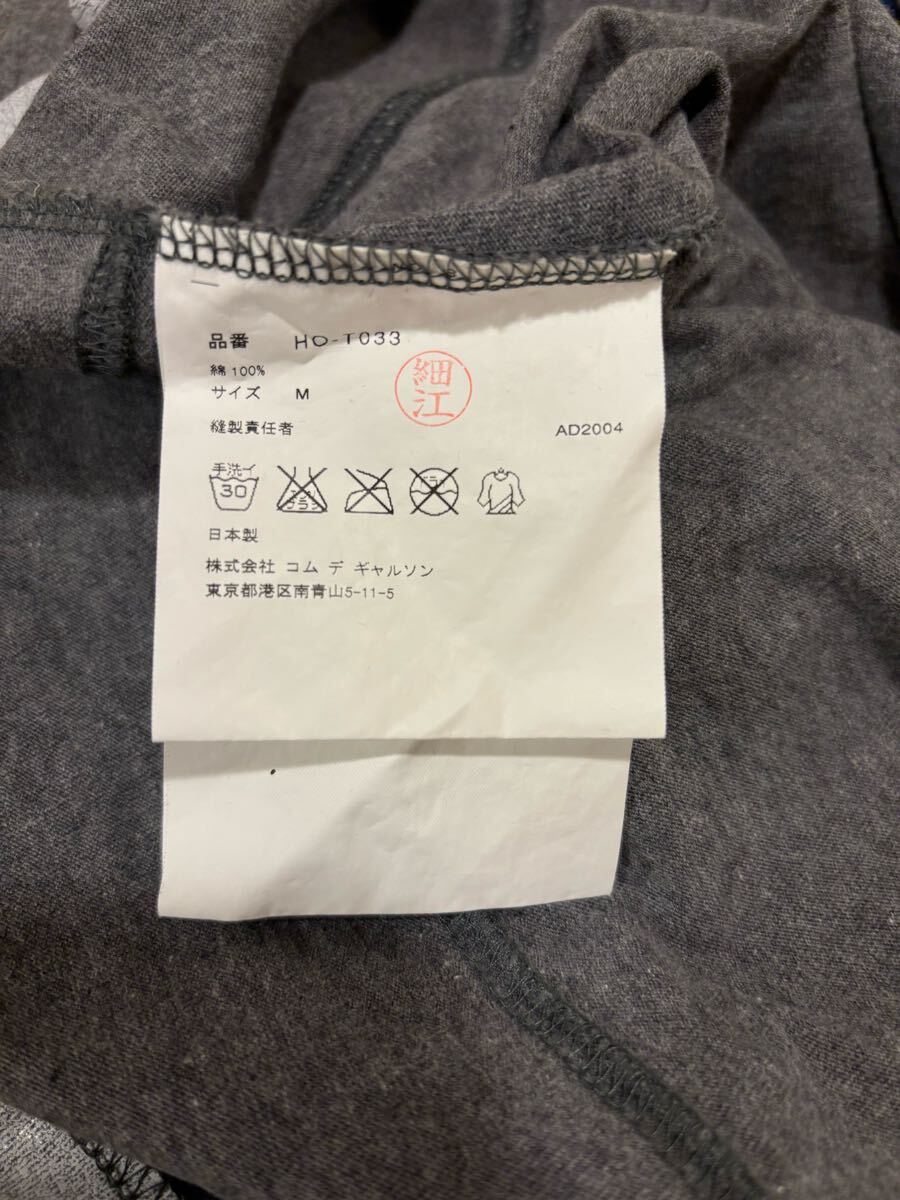 品番 HO-T033
綿 100%
サイズ M
細江
縫製責任者
AD2004
手洗イ
30
日本製
株式会社 コム デ ギャルソン
東京都港区南青山5-11-5